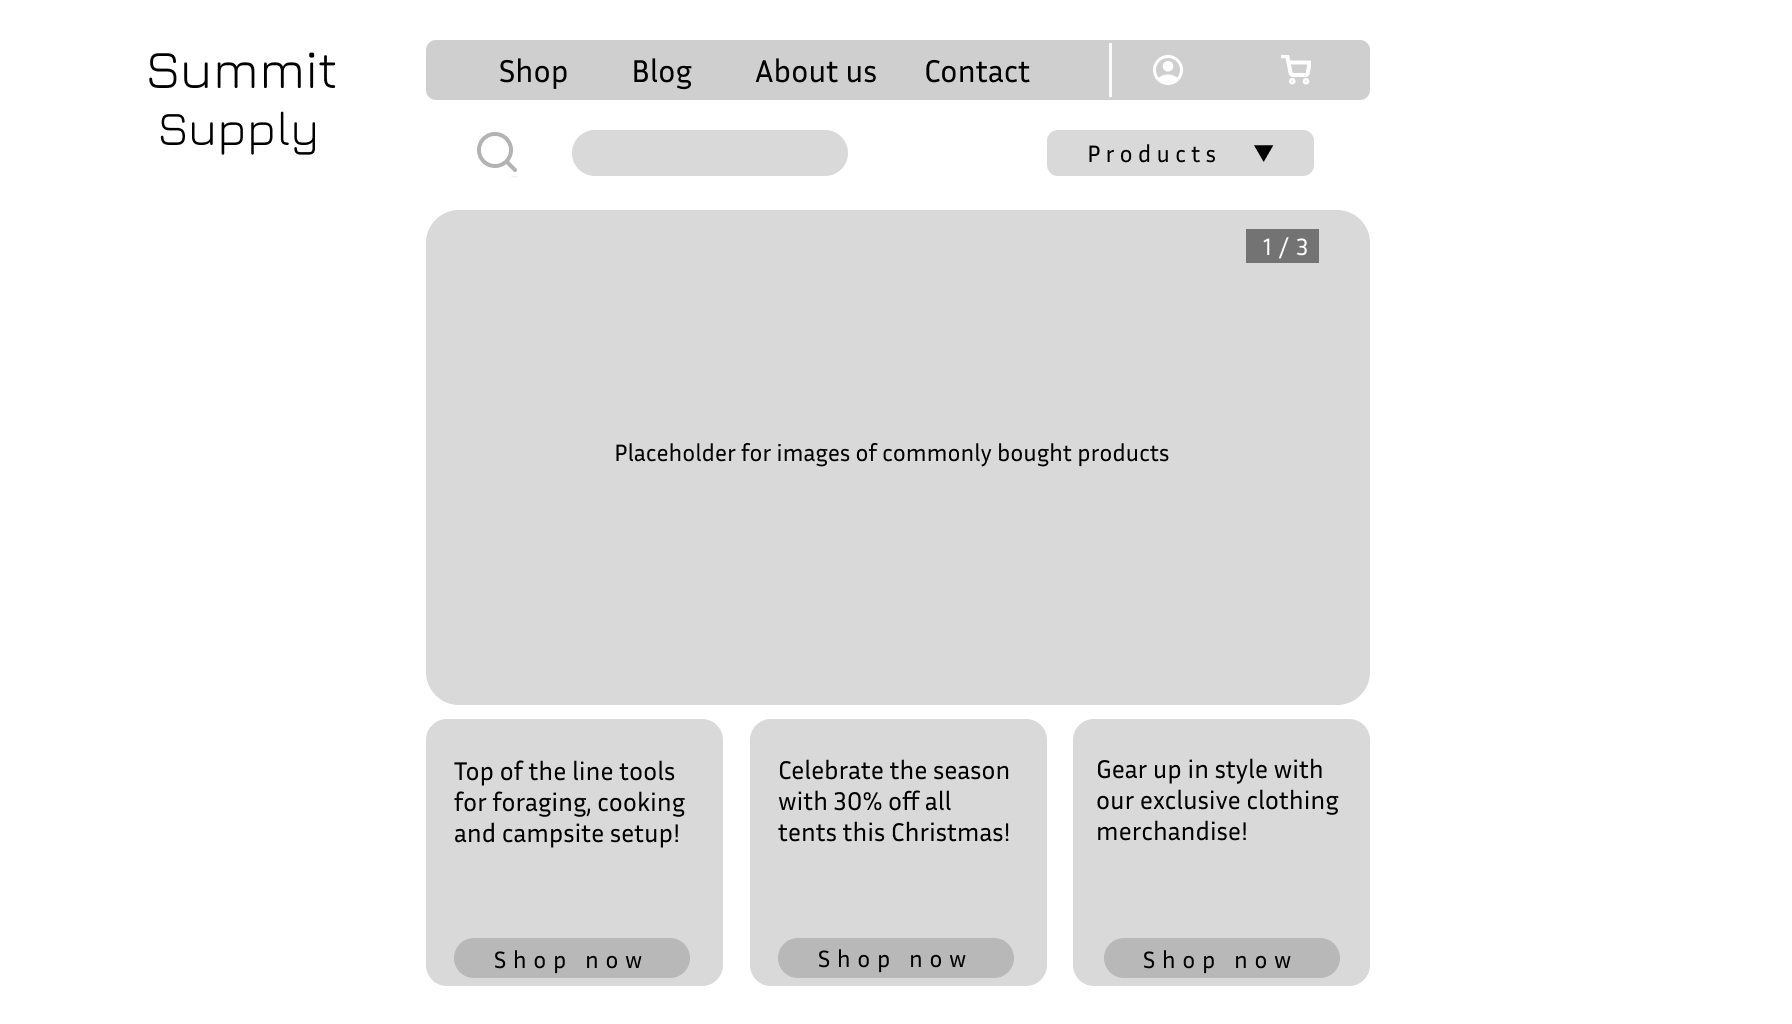 Summit
Supply
Shop Blog About us Contact
Products ▼
1 / 3
Placeholder for images of commonly bought products
Top of the line tools
for foraging, cooking
and campsite setup!
Shop now
Celebrate the season
with 30% off all
tents this Christmas!
Shop now
Gear up in style with
our exclusive clothing
merchandise!
Shop now